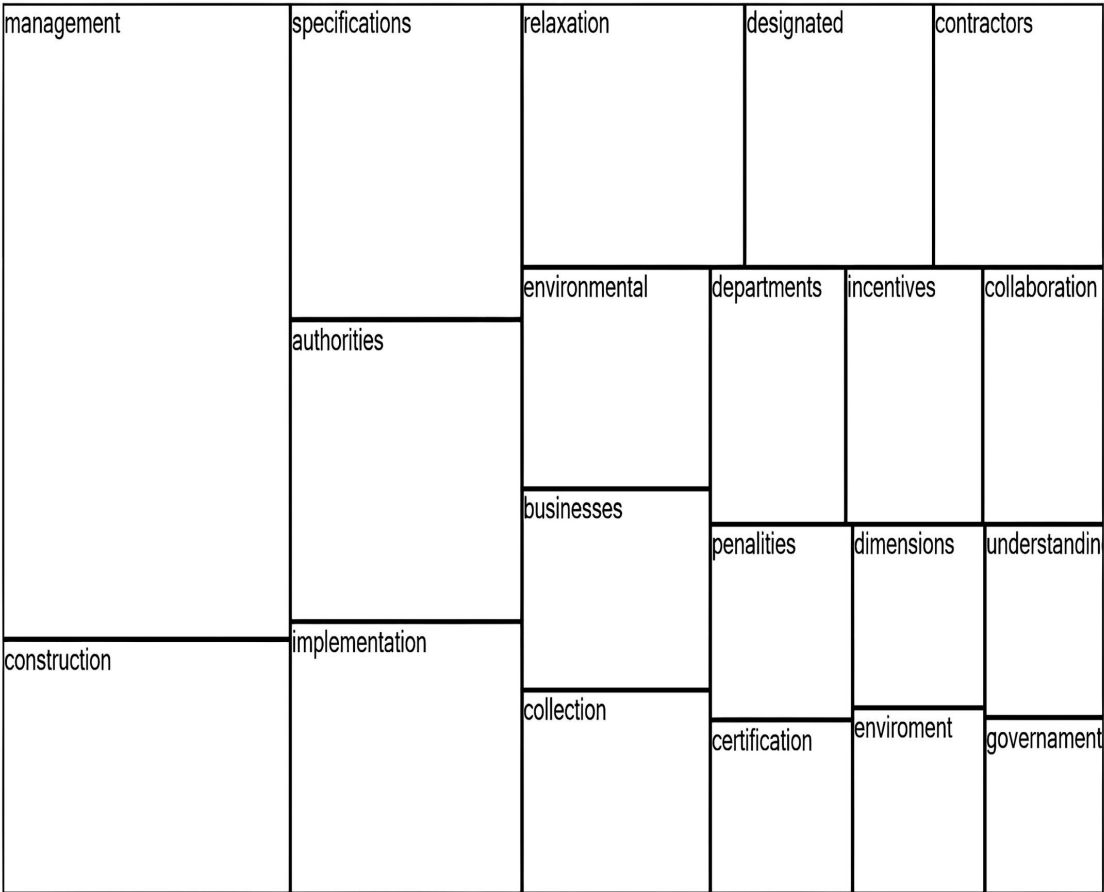 management
construction
specifications
authorities
implementation
relaxation
designated
contractors
environmental
businesses
collection
departments
incentives
collaboration
penalities
certification
dimensions
enviroment
understandin
governament